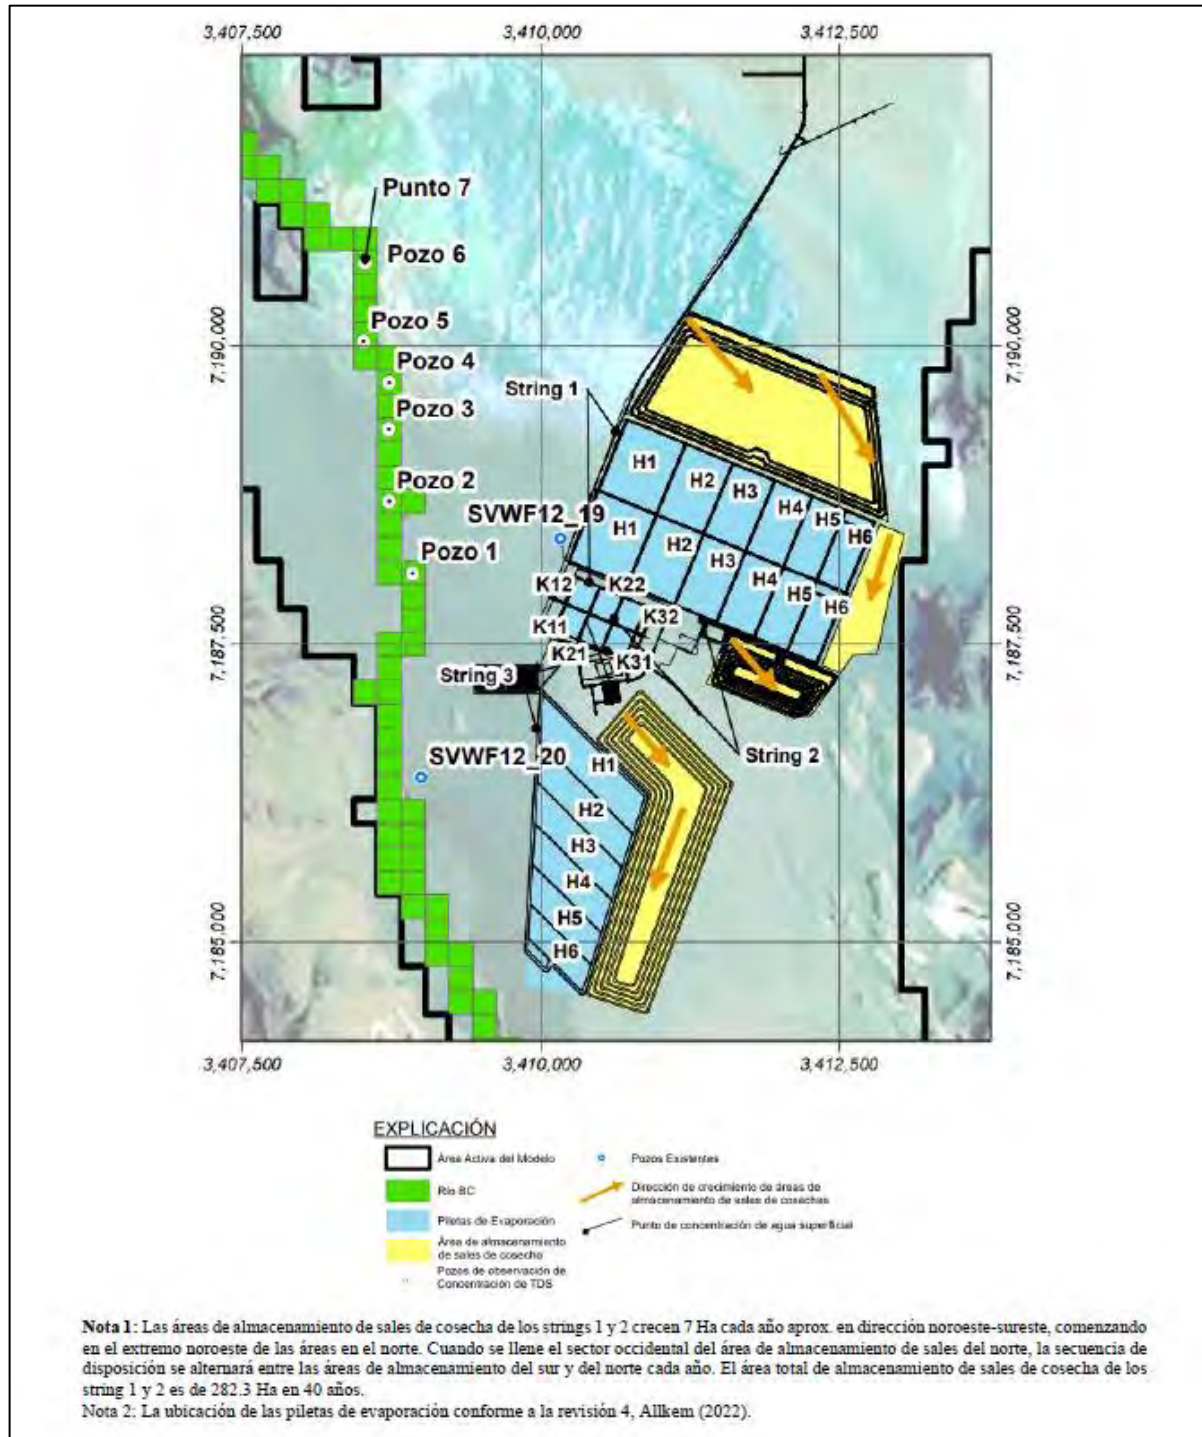 3,407,500 3,410,000 3,412,500
Punto 7
Pozo 6
Pozo 5
7,190,000 7,190,000
Pozo 4
String 1
Pozo 3
H1
H2
H3
Pozo 2
H4
SVWF12_19
H5
H1
H6
H2
Pozo 1
H3
K12 K22
H4
H5
H6
K32
K11
7,187,500 7,187,500
K21 K31
String 3
String 2
SVWF12_20
H1
H2
H3
H4
H5
H6
7,185,000 7,185,000
3,407,500 3,410,000 3,412,500
EXPLICACIÓN
Área Activa del Modelo
Pozos Existentes
Río BC
Dirección de crecimiento de áreas de
almacenamiento de sales de cosechas
Piletas de Evaporación
Punto de concentración de agua superficial
Área de almacenamiento
de sales de cosecha
Pozos de observación de
Concentración de TDS
Nota 1: Las áreas de almacenamiento de sales de cosecha de los strings 1 y 2 crecen 7 Ha cada año aprox. en dirección noroeste-sureste, comenzando
en el extremo noroeste de las áreas en el norte. Cuando se llene el sector occidental del área de almacenamiento de sales del norte, la secuencia de
disposición se alternará entre las áreas de almacenamiento del sur y del norte cada año. El área total de almacenamiento de sales de cosecha de los
string 1 y 2 es de 282.3 Ha en 40 años.
Nota 2: La ubicación de las piletas de evaporación conforme a la revisión 4, Allkem (2022).